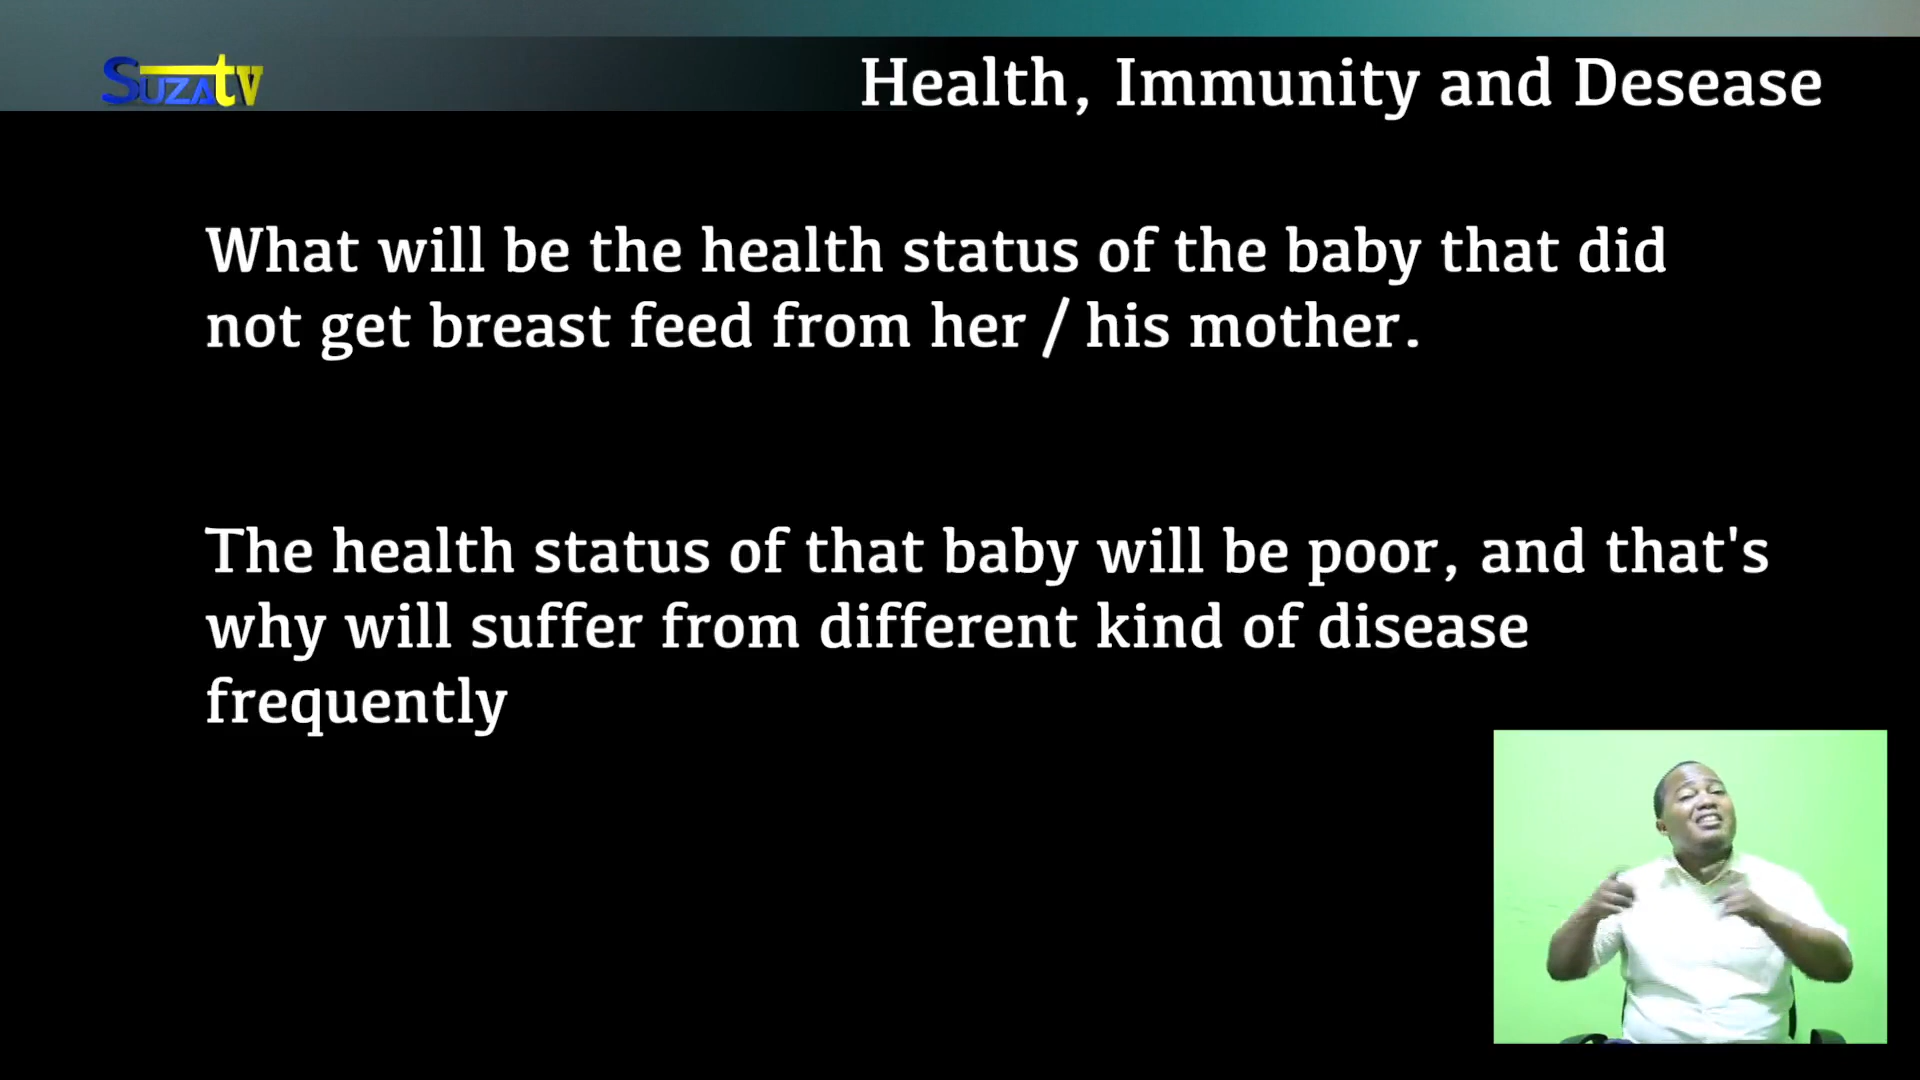 SUZA tv
Health, Immunity and Desease
What will be the health status of the baby that did
not get breast feed from her / his mother.
The health status of that baby will be poor, and that's
why will suffer from different kind of disease
frequently